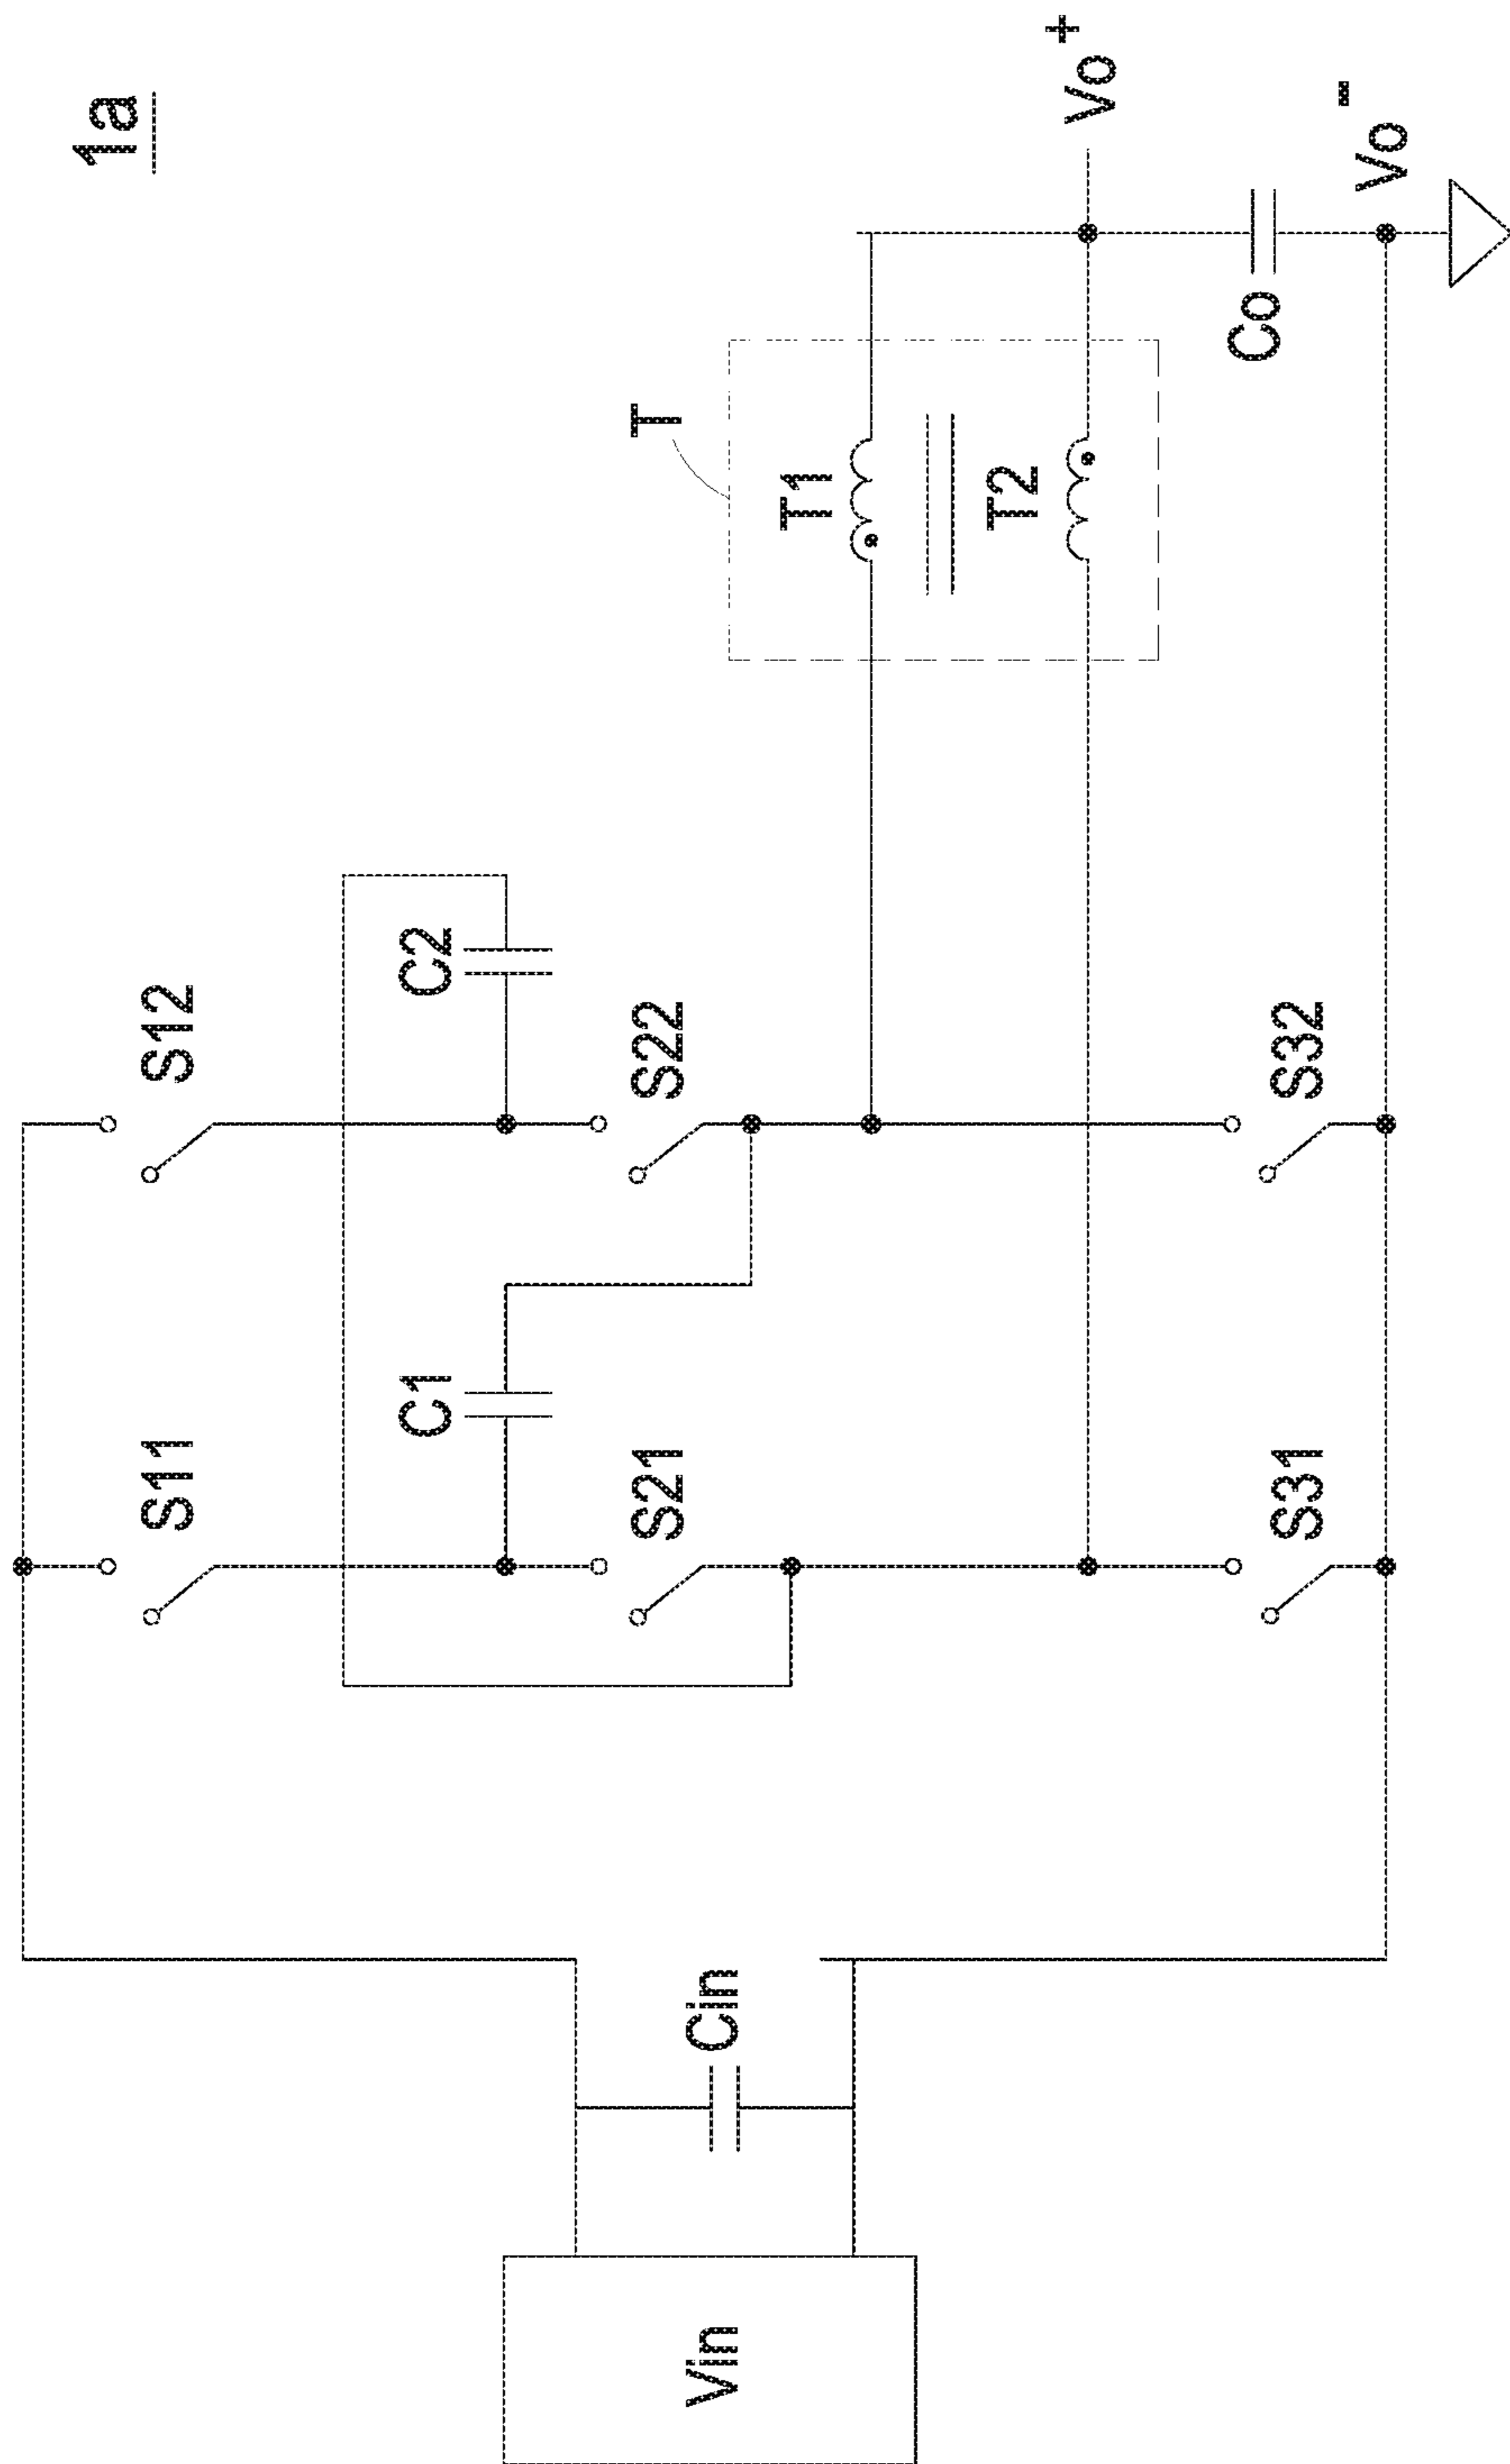 1a
S11
S12
C1
C2
S21
S22
T
T1
T2
Vin
Cin
Vo+
Co
S31
S32
Vo-